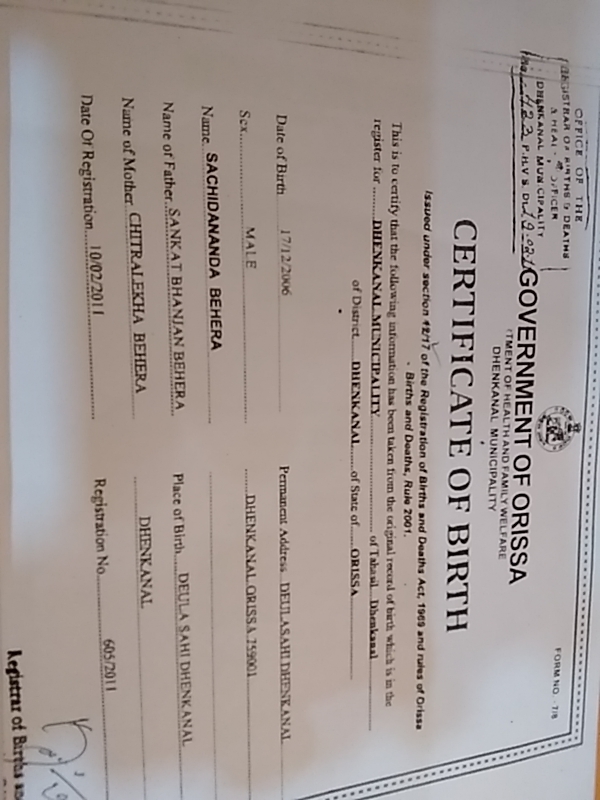 OFFICE OF THE
REGISTRAR OF BIRTHS & DEATHS
& HEALTH OFFICER
DHENKANAL MUNICIPALITY
FORM NO. - 7/8
GOVERNMENT OF ORISSA
TMENT OF HEALTH AND FAMILY WELFARE
DHENKANAL MUNICIPALITY
CERTIFICATE OF BIRTH
Issued under section 12/17 of the Registration of Births and Deaths Act, 1969 and rules of Orissa
Births and Deaths, Rule 2001.
This is to certify that the following information has been taken from the original record of birth which is in the
register for ........ DHENKANAL MUNICIPALITY ........ of Tahasil Dhenkanal
of District..... DHENKANAL ..... of State of ..... ORISSA
Date of Birth 17/12/2006 Permanent Address DEULASAHI DHENKANAL
Sex........ MALE ........ DHENKANAL ORISSA 759001
Name SACHIDANANDA BEHERA
Name of Father SANKAT BHANJAN BEHERA Place of Birth ..... DEULA SAHI DHENKANAL
Name of Mother CHITRALEKHA BEHERA DHENKANAL
Date Of Registration.... 10/02/2011 Registration No........ 605/2011
Registrar of Births an